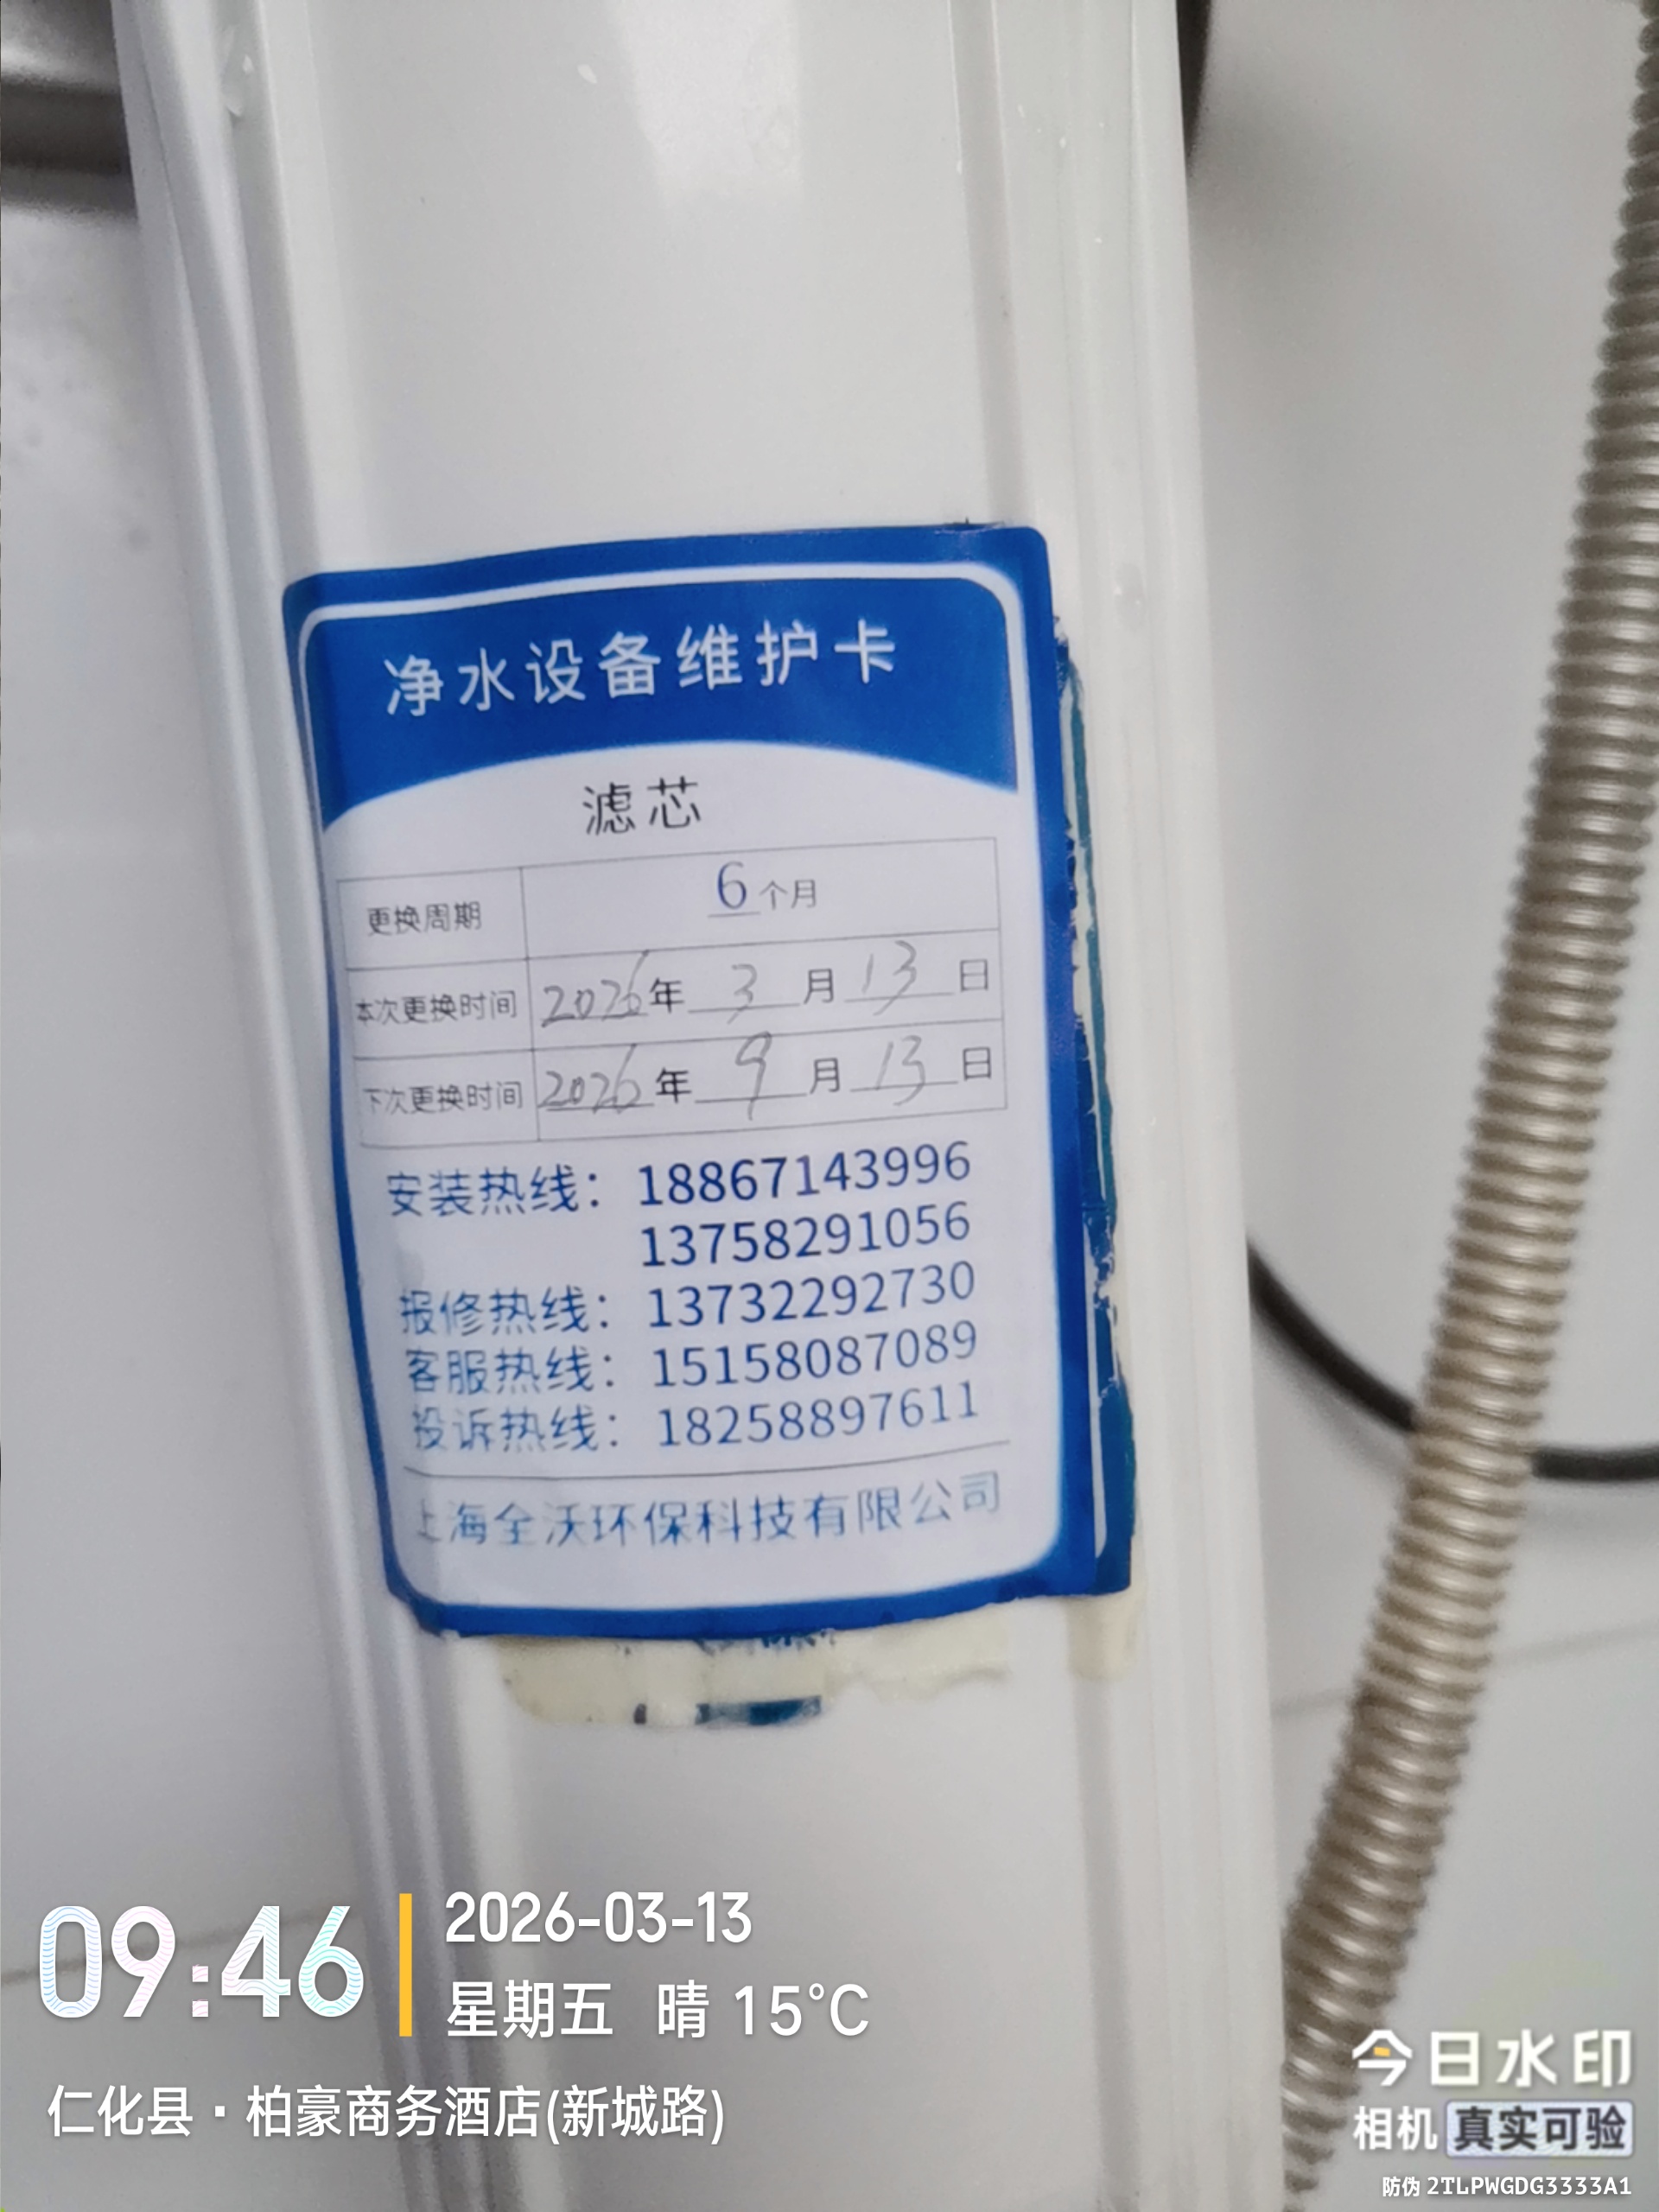 净水设备维护卡
滤芯
更换周期 6个月
本次更换时间 2026年 3 月 13 日
下次更换时间 2026年 9 月 13 日
安装热线：18867143996
13758291056
报修热线：13732292730
客服热线：15158087089
投诉热线：18258897611
上海全沃环保科技有限公司
09:46
2026-03-13
星期五 晴 15℃
仁化县·柏豪商务酒店(新城路)
今日水印
相机 真实可验
防伪 2TLPWGDG3333A1